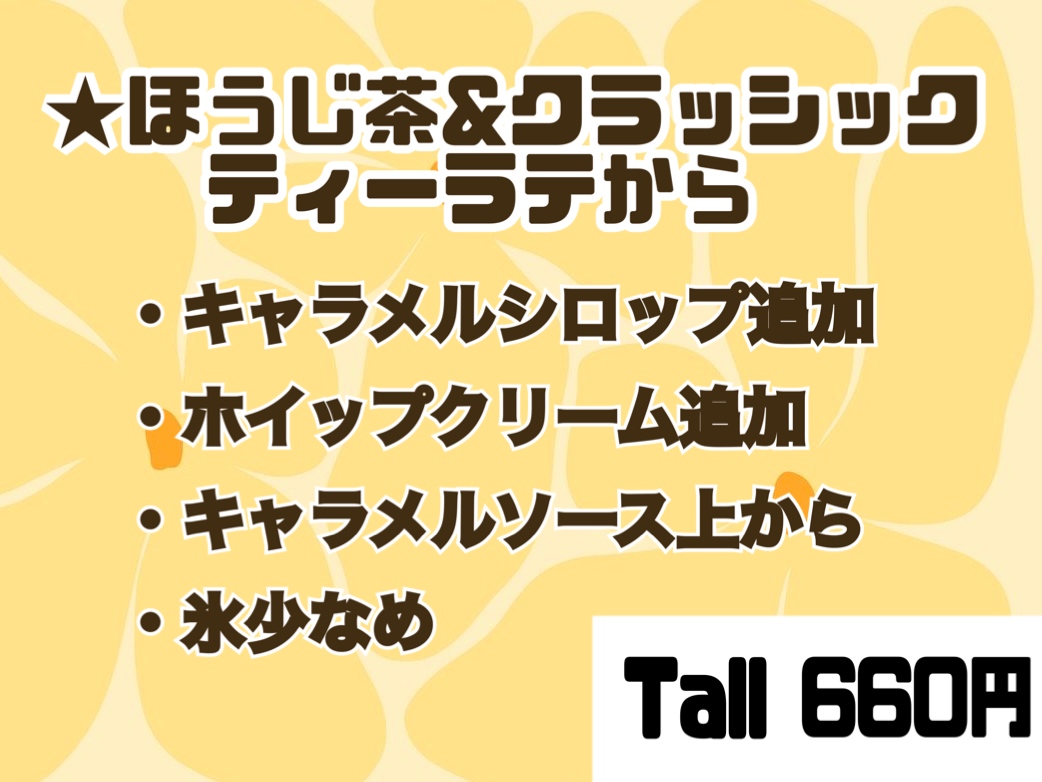 ★ほうじ茶&クラッシック
ティーラテから
・キャラメルシロップ追加
・ホイップクリーム追加
・キャラメルソース上から
・氷少なめ
Tall 660円